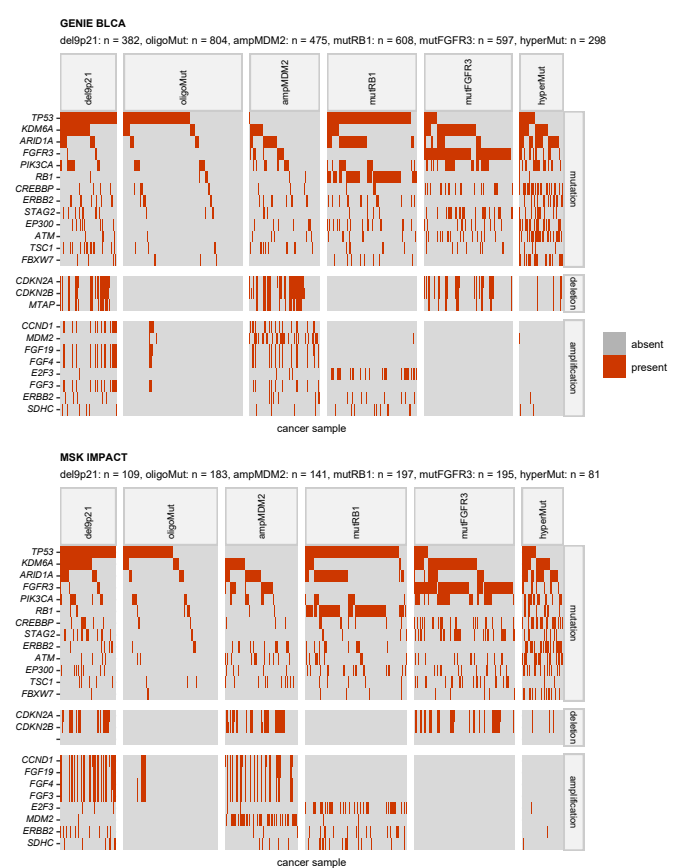 GENIE BLCA
del9p21: n = 382, oligoMut: n = 804, ampMDM2: n = 475, mutRB1: n = 608, mutFGFR3: n = 597, hyperMut: n = 298
del9p21
oligoMut
ampMDM2
mutRB1
mutFGFR3
hyperMut
TP53
KDM6A
ARID1A
FGFR3
PIK3CA
RB1
CREBBP
ERBB2
STAG2
EP300
ATM
TSC1
FBXW7
mutation
CDKN2A
CDKN2B
MTAP
deletion
CCND1
MDM2
FGF19
FGF4
E2F3
FGF3
ERBB2
SDHC
amplification
cancer sample
absent
present
MSK IMPACT
del9p21: n = 109, oligoMut: n = 183, ampMDM2: n = 141, mutRB1: n = 197, mutFGFR3: n = 195, hyperMut: n = 81
del9p21
oligoMut
ampMDM2
mutRB1
mutFGFR3
hyperMut
TP53
KDM6A
ARID1A
FGFR3
PIK3CA
RB1
CREBBP
STAG2
ERBB2
ATM
EP300
TSC1
FBXW7
mutation
CDKN2A
CDKN2B
deletion
CCND1
FGF19
FGF4
FGF3
E2F3
MDM2
ERBB2
SDHC
amplification
cancer sample